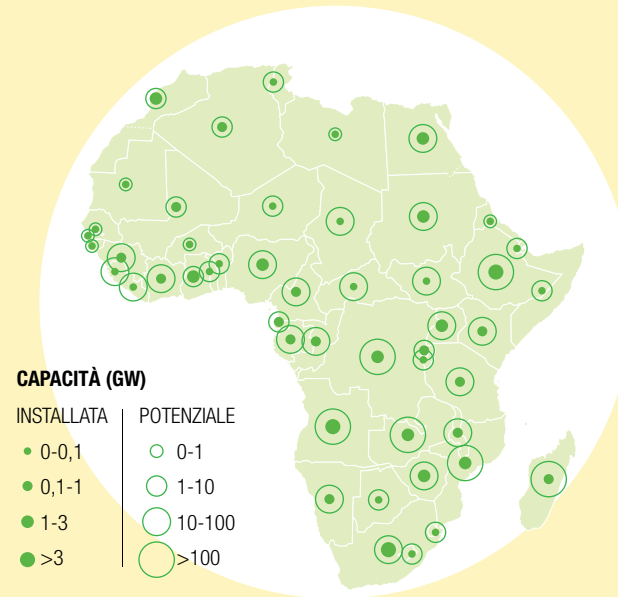 CAPACITÀ (GW)
INSTALLATA POTENZIALE
0-0,1 0-1
0,1-1 1-10
1-3 10-100
>3 >100